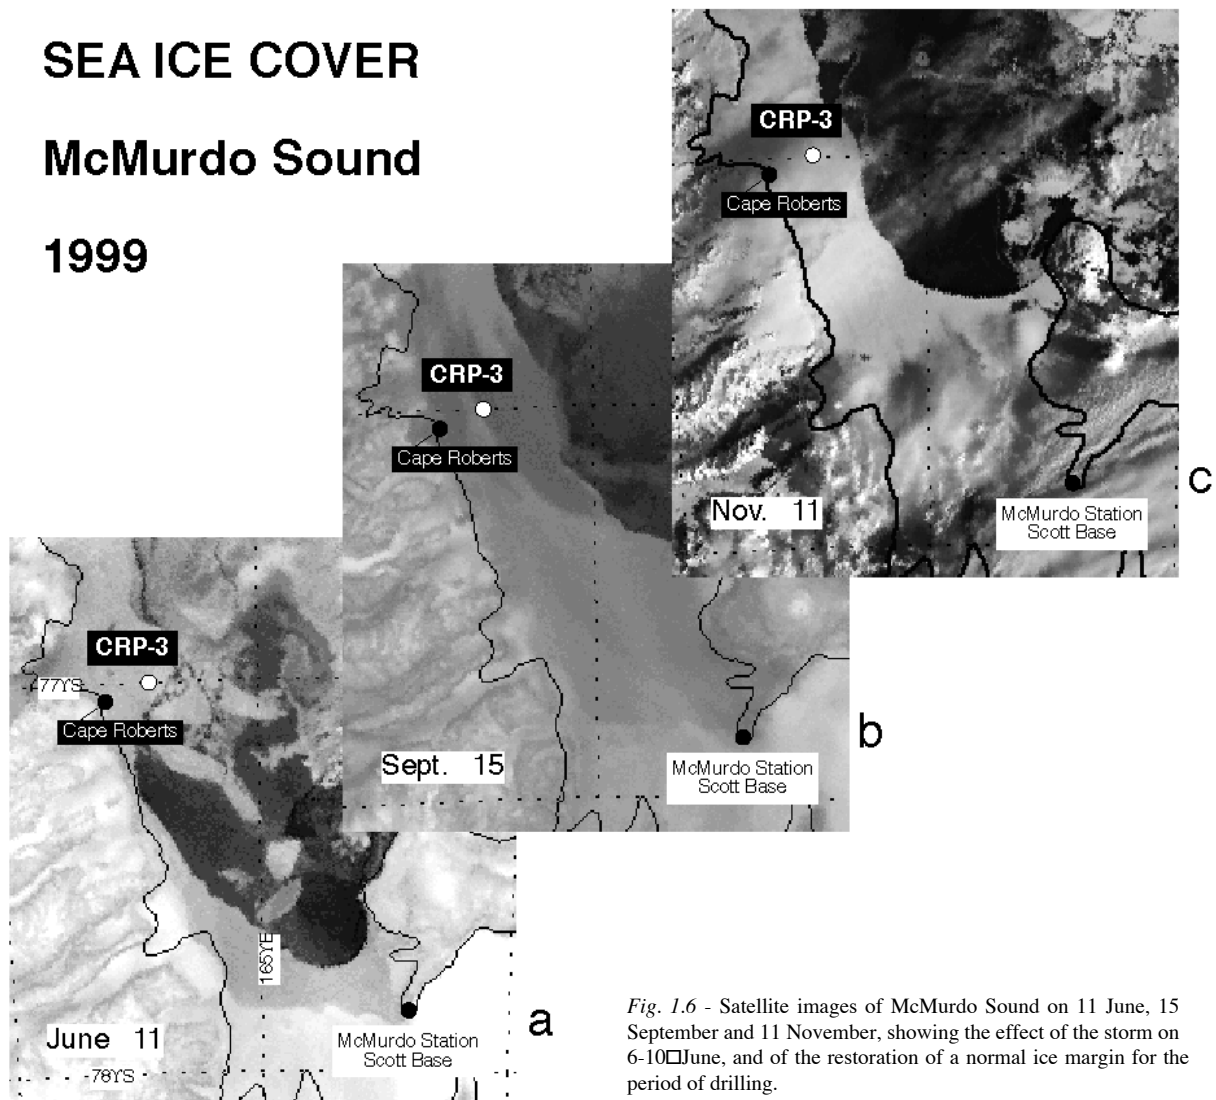 SEA ICE COVER
McMurdo Sound
1999
CRP-3
Cape Roberts
Nov. 11
McMurdo Station
Scott Base
c
CRP-3
Cape Roberts
Sept. 15
McMurdo Station
Scott Base
b
CRP-3
77YS
Cape Roberts
165YE
June 11
McMurdo Station
Scott Base
78YS
a
Fig. 1.6 - Satellite images of McMurdo Sound on 11 June, 15
September and 11 November, showing the effect of the storm on
6-10□June, and of the restoration of a normal ice margin for the
period of drilling.